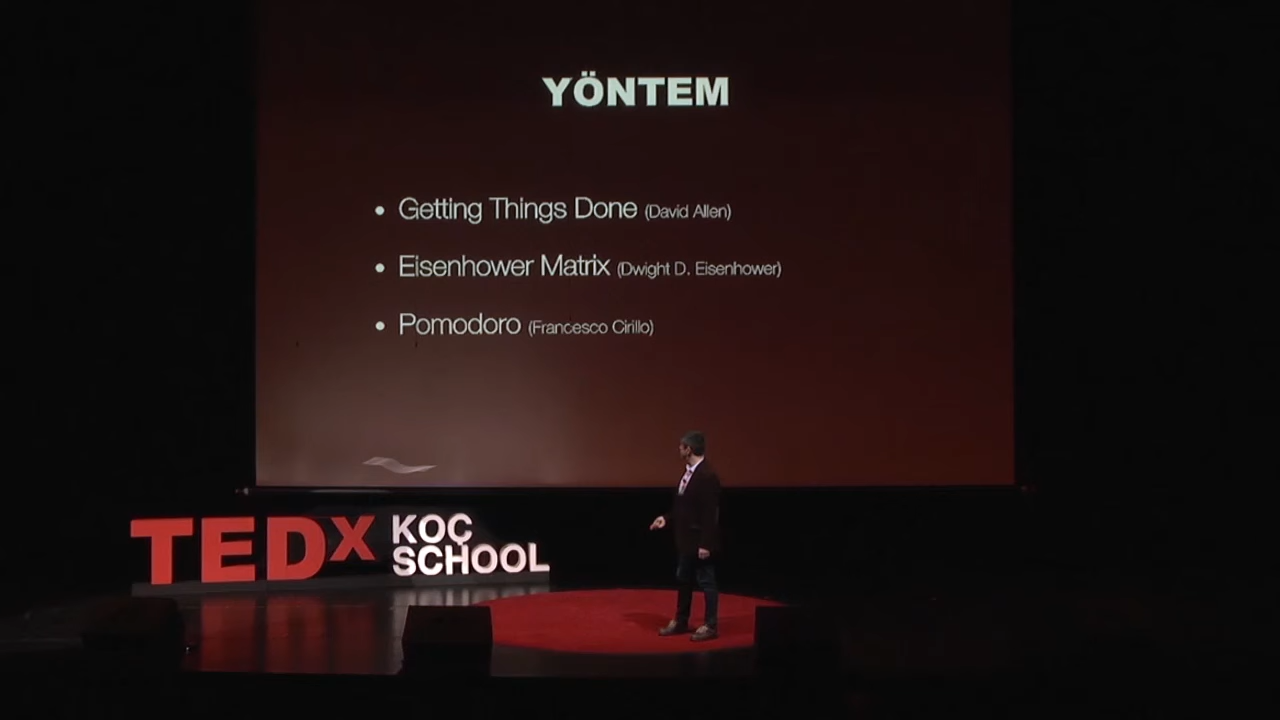 YÖNTEM
• Getting Things Done (David Allen)
• Eisenhower Matrix (Dwight D. Eisenhower)
• Pomodoro (Francesco Cirillo)
TEDx KOÇ
SCHOOL